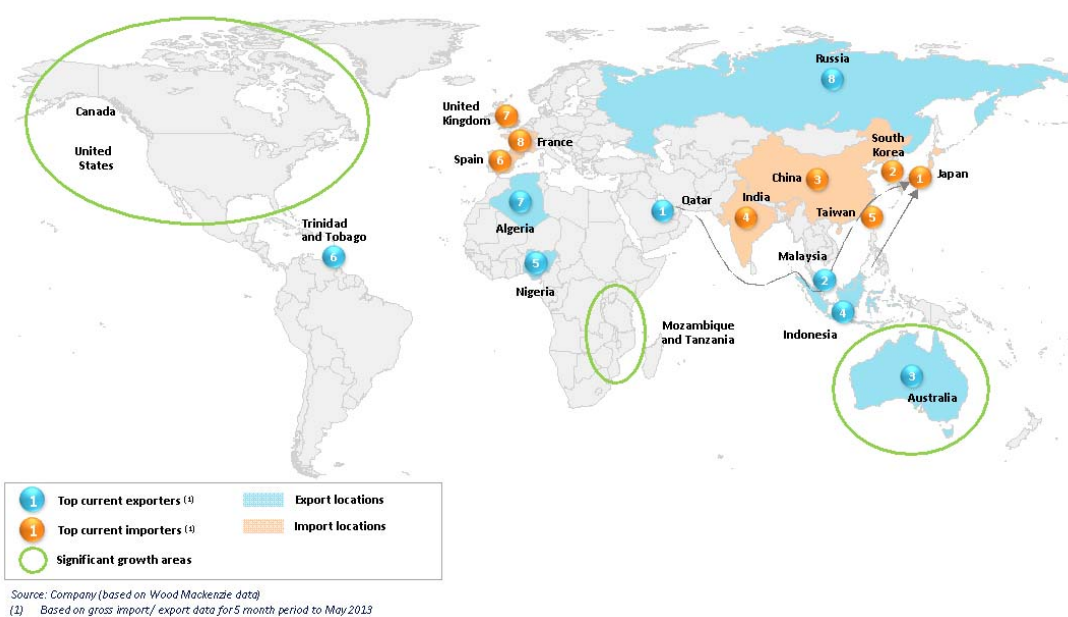 Russia
8
Canada
United
Kingdom
7
8
France
South
Korea
United
States
Spain
6
China
3
2
1
Japan
Qatar
India
7
1
4
Taiwan
5
Algeria
Trinidad
and Tobago
6
5
Malaysia
2
Nigeria
4
Mozambique
and Tanzania
Indonesia
3
Australia
1 Top current exporters (1)
Export locations
1 Top current importers (1)
Import locations
Significant growth areas
Source: Company (based on Wood Mackenzie data)
(1) Based on gross import/ export data for 5 month period to May 2013